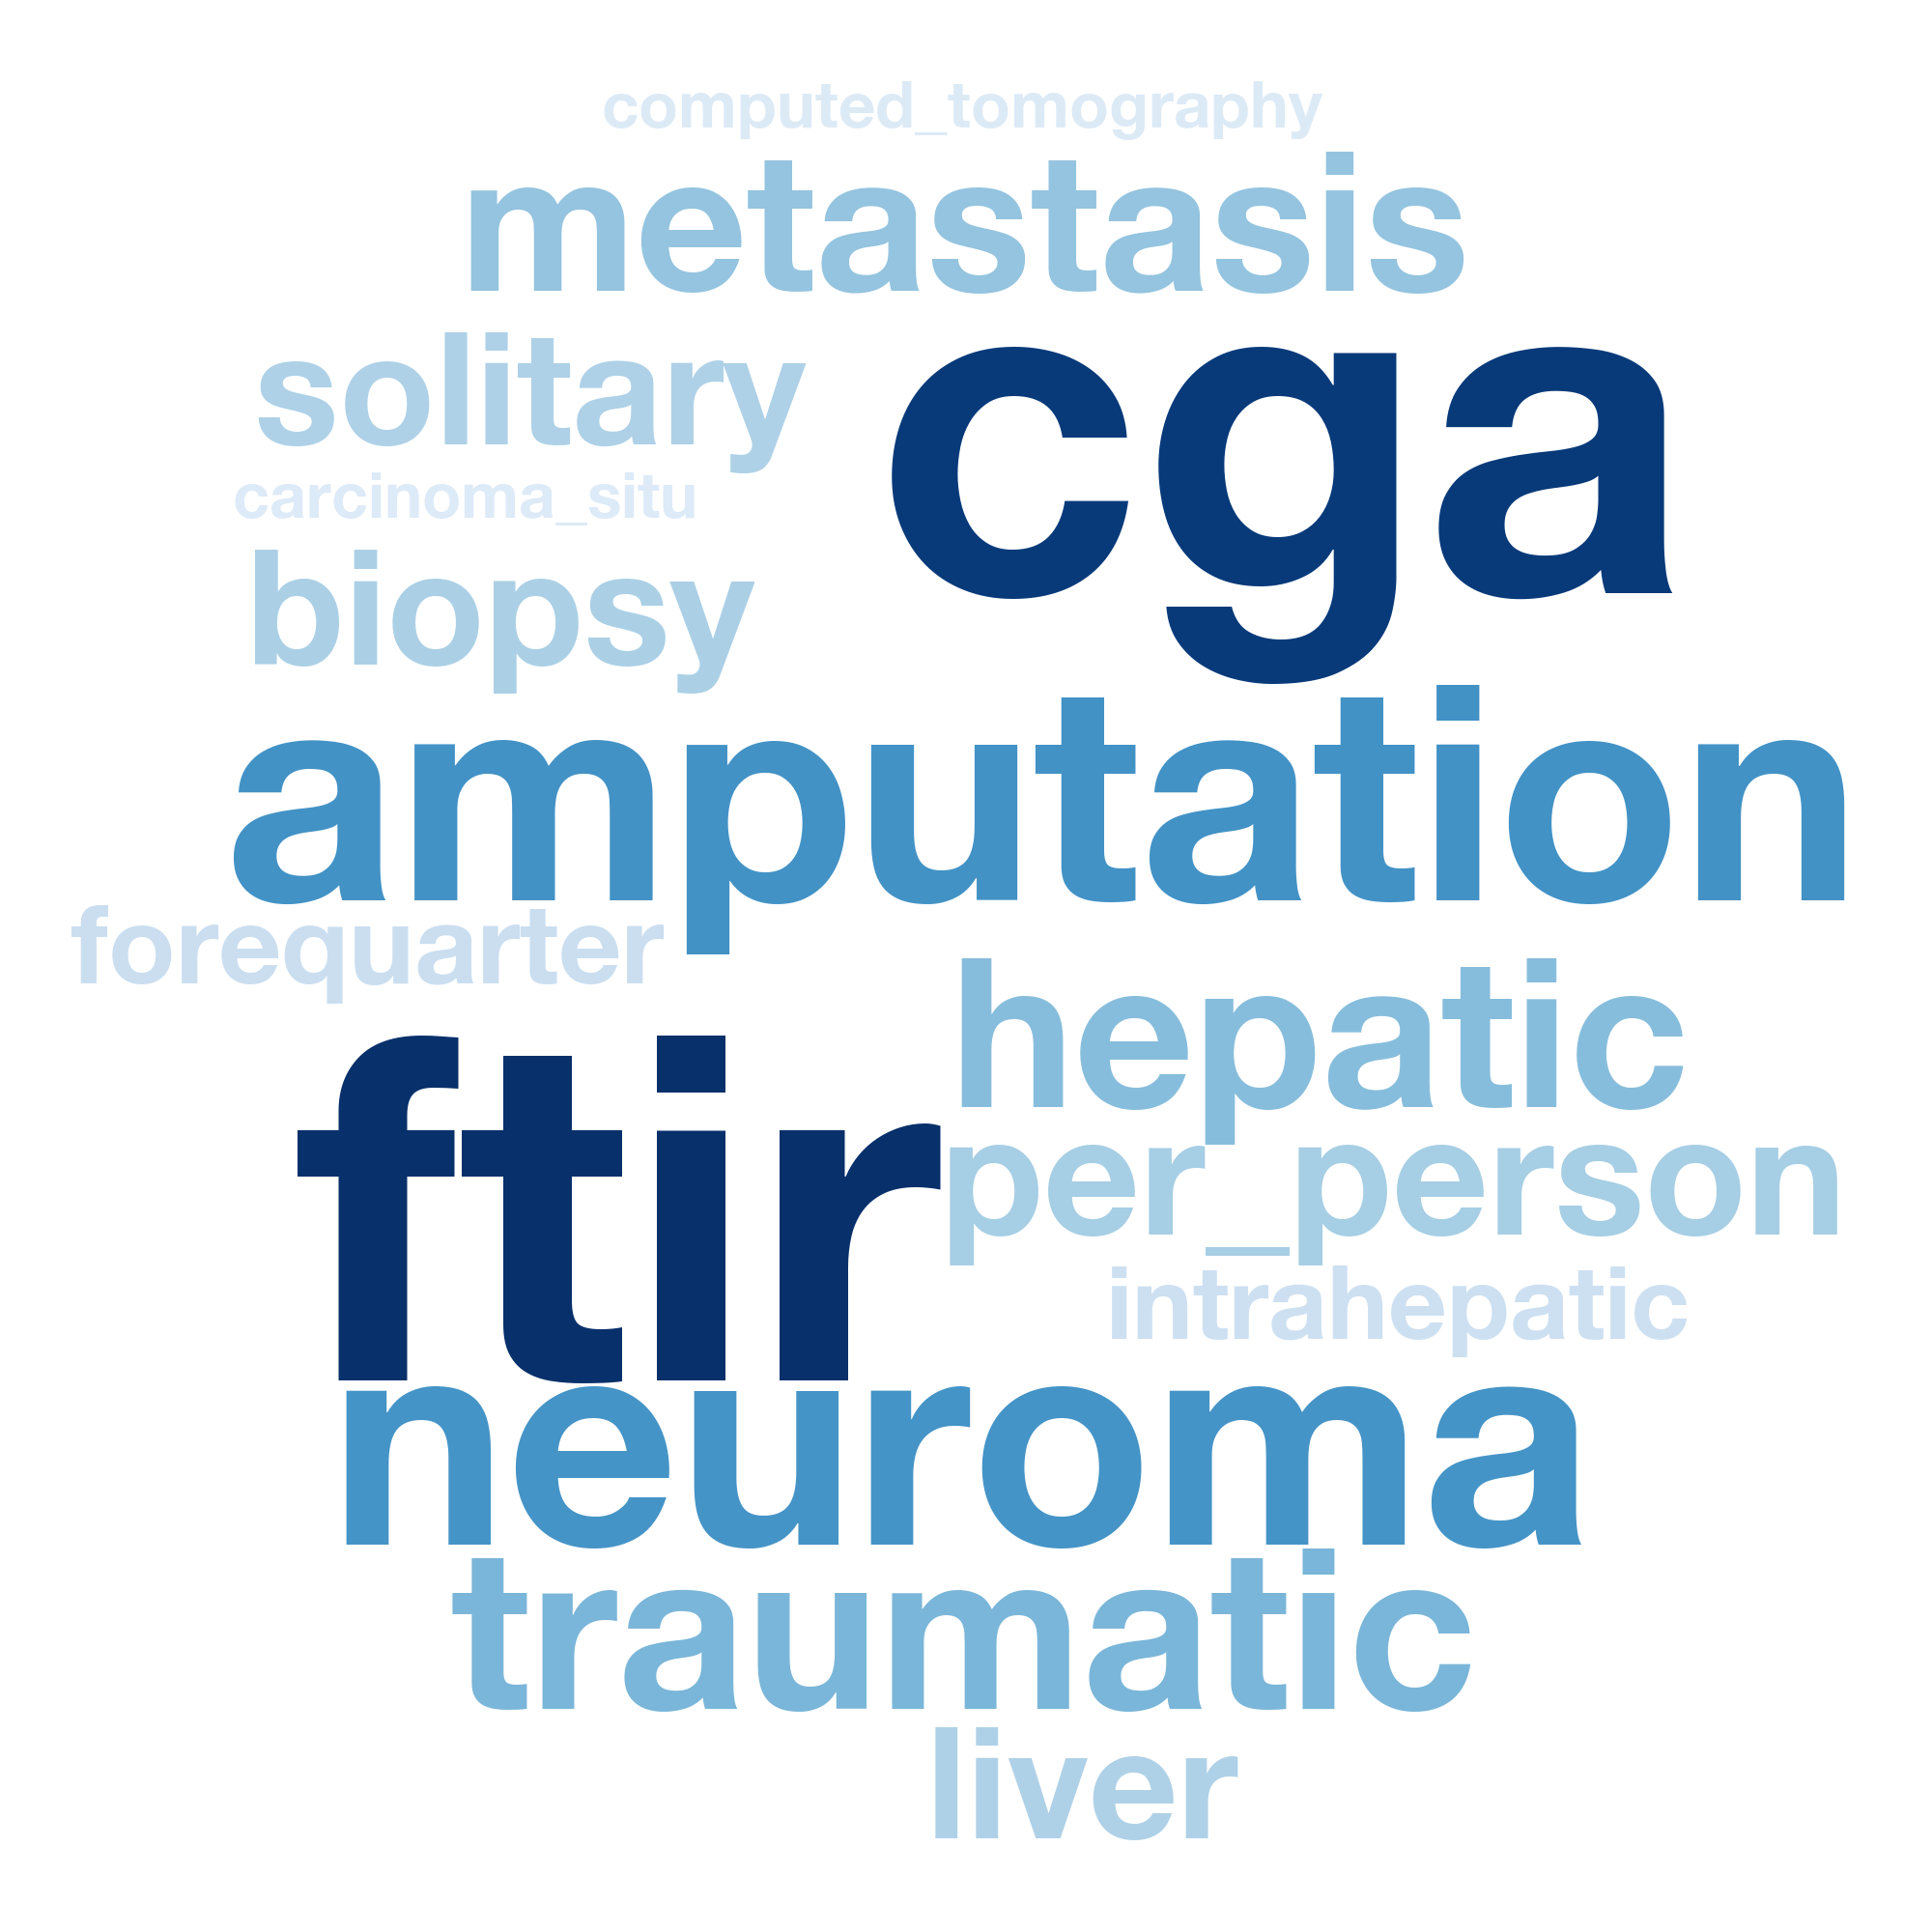 computed_tomography
metastasis
solitary
cga
carcinoma_situ
biopsy
amputation
forequarter
hepatic
ftir
per_person
intrahepatic
neuroma
traumatic
liver